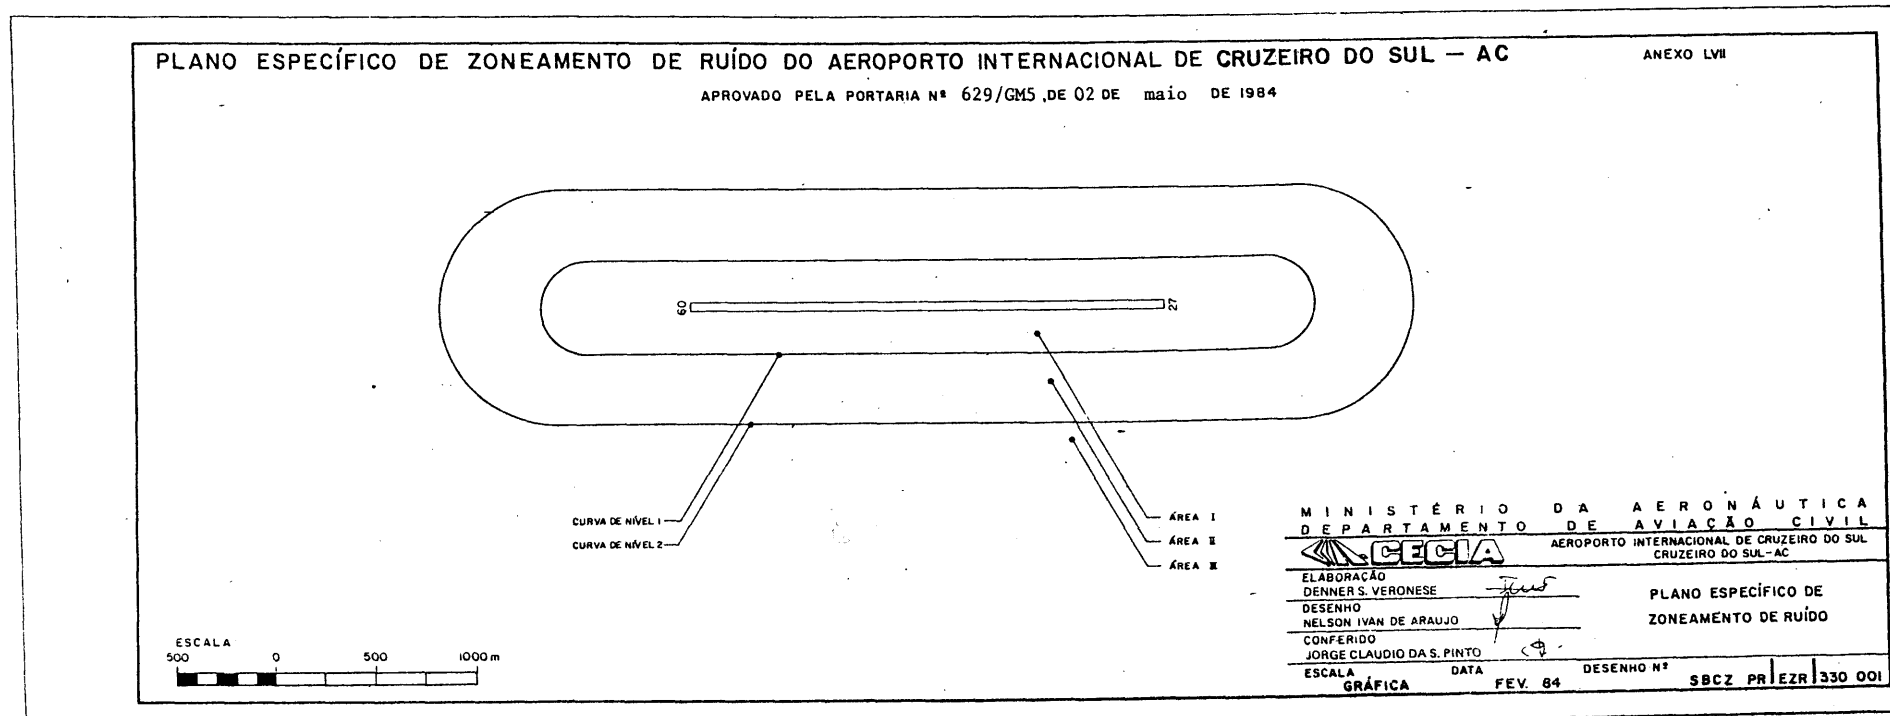 PLANO ESPECÍFICO DE ZONEAMENTO DE RUÍDO DO AEROPORTO INTERNACIONAL DE CRUZEIRO DO SUL — AC
ANEXO LVII
APROVADO PELA PORTARIA Nº 629/GM5, DE 02 DE maio DE 1984
09
27
CURVA DE NÍVEL 1
CURVA DE NÍVEL 2
ÁREA I
ÁREA II
ÁREA III
ESCALA
500 0 500 1000 m
MINISTÉRIO DA AERONÁUTICA
DEPARTAMENTO DE AVIAÇÃO CIVIL
CECIA
AEROPORTO INTERNACIONAL DE CRUZEIRO DO SUL
CRUZEIRO DO SUL-AC
ELABORAÇÃO
DENNER S. VERONESE
DESENHO
NELSON IVAN DE ARAUJO
CONFERIDO
JORGE CLAUDIO DA S. PINTO
PLANO ESPECÍFICO DE
ZONEAMENTO DE RUÍDO
ESCALA
GRÁFICA
DATA
FEV. 84
DESENHO Nº
SBCZ PR EZR 330 001